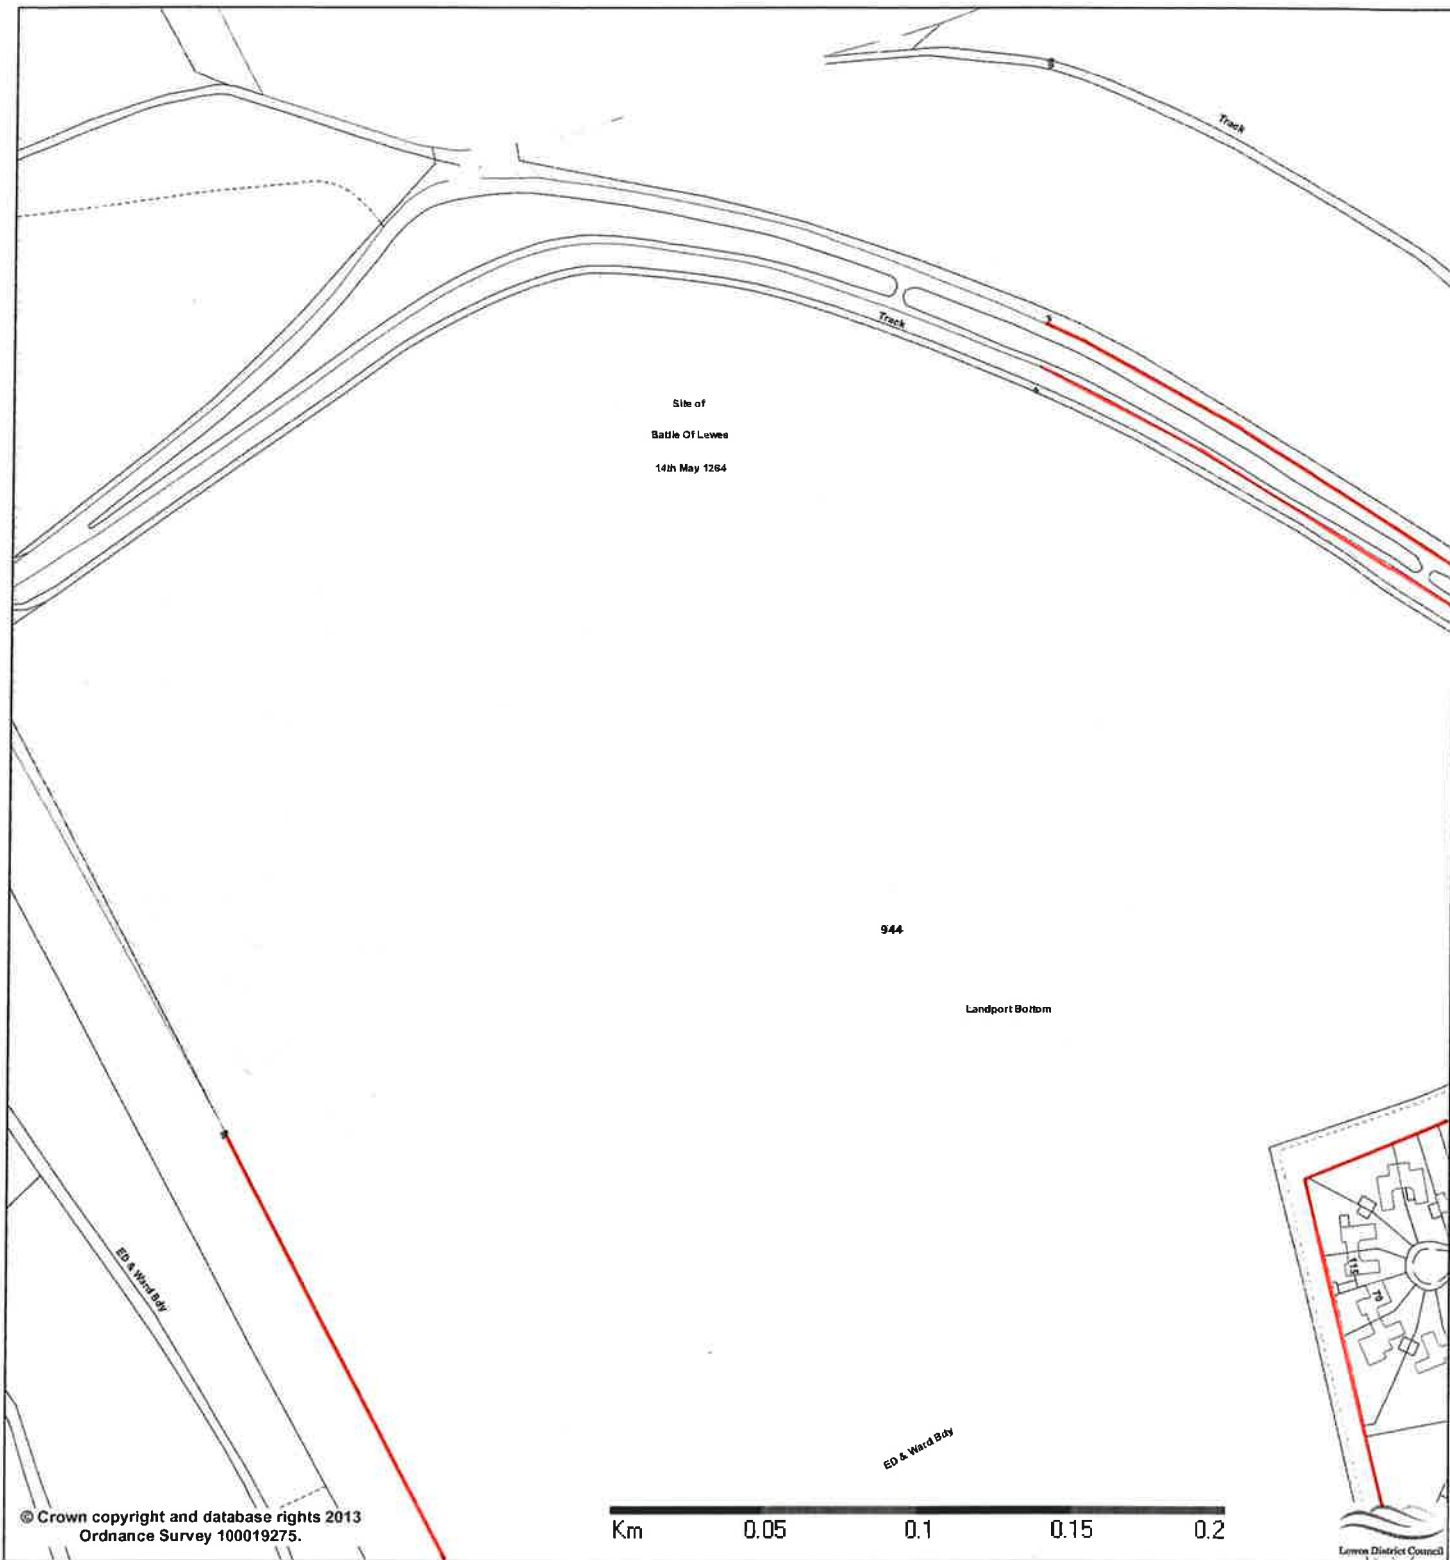 Track
Track
Site of
Battle Of Lewes
14th May 1264
944
Landport Bottom
115
70
ED & Ward Bdy
ED & Ward Bdy
© Crown copyright and database rights 2013
Ordnance Survey 100019275.
Km 0.05 0.1 0.15 0.2
Lewes District Council